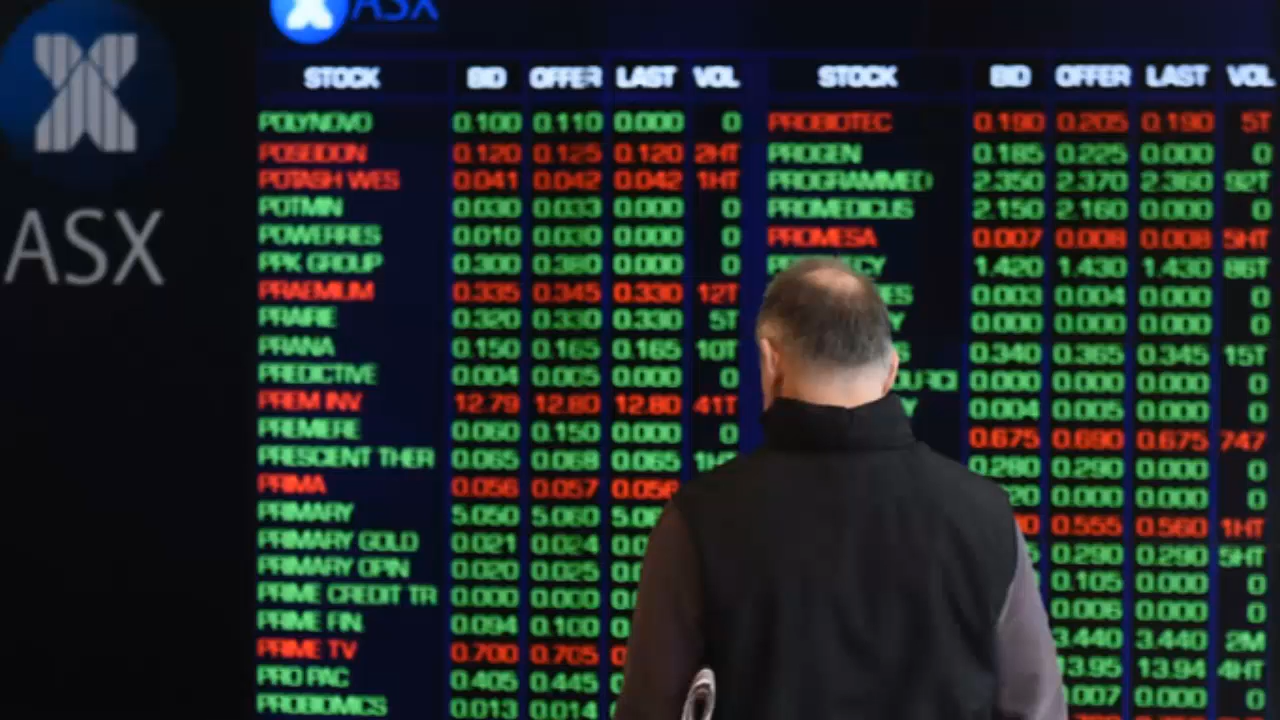 ASX
ASX
STOCK BID OFFER LAST VOL
POLYNOVO 0.100 0.110 0.000 0
POSEIDON 0.120 0.125 0.120 2HT
POTASH WES 0.041 0.042 0.042 1HT
POTMIN 0.030 0.033 0.000 0
POWERRES 0.010 0.030 0.000 0
PPK GROUP 0.300 0.380 0.000 0
PRAEMIUM 0.335 0.345 0.330 12T
PRAIRIE 0.320 0.330 0.330 5T
PRANA 0.150 0.165 0.165 10T
PREDICTIVE 0.004 0.005 0.000 0
PREM INV 12.79 12.80 12.80 41T
PREMIERE 0.060 0.150 0.000 0
PRESCIENT THER 0.065 0.068 0.065
PRIMA 0.056 0.057 0.056
PRIMARY 5.050 5.060
PRIMARY GOLD 0.021 0.024
PRIMARY OPIN 0.020 0.025
PRIME CREDIT TR 0.000 0.000
PRIME FIN. 0.094 0.100
PRIME TV 0.700 0.705
PRO PAC 0.405 0.445
PROBIOMICS 0.013 0.014
STOCK BID OFFER LAST VOL
PROBIOTEC 0.190 0.205 0.190 5T
PROGEN 0.185 0.225 0.000 0
PROGRAMMED 2.350 2.370 2.360 92T
PROMEDICUS 2.150 2.160 0.000 0
PROMESA 0.007 0.008 0.008 5HT
1.420 1.430 1.430 86T
0.003 0.004 0.000 0
0.000 0.000 0.000 0
0.340 0.365 0.345 15T
0.000 0.000 0.000 0
0.004 0.005 0.000 0
0.675 0.690 0.675 747
0.280 0.290 0.000 0
0.000 0.000 0
0.555 0.560 1HT
0.290 0.290 5HT
0.105 0.000 0
0.006 0.000 0
3.440 3.440 2M
13.95 13.94 4HT
0.000 0